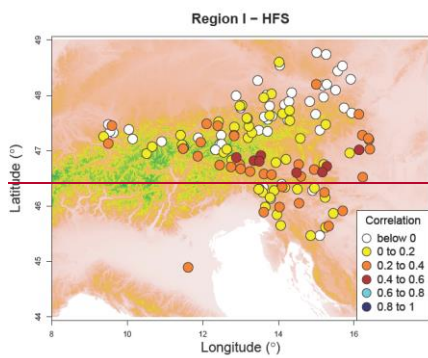 Region I – HFS
Latitude (°)
49
48
47
46
45
44
8
10
12
14
16
Longitude (°)
Correlation
below 0
0 to 0.2
0.2 to 0.4
0.4 to 0.6
0.6 to 0.8
0.8 to 1